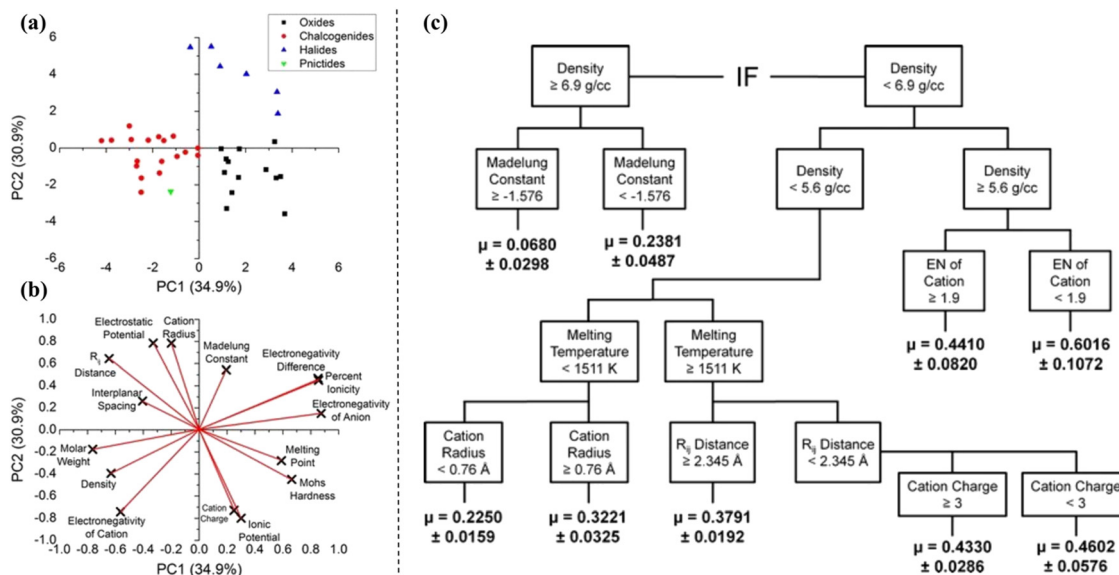 (a)
Oxides
Chalcogenides
Halides
Pnictides
6
4
2
0
-2
-4
-6
PC2 (30.9%)
(6)
-4
-2
0
2
4
6
PC1 (34.9%)
(b)
1.0
0.8
0.6
0.4
0.2
0.0
-0.2
-0.4
-0.6
-0.8
-1.0
PC2 (30.9%)
Electrostatic
Potential
Cation
Radius
Rij
Distance
Madelung
Constant
Electronegativity
Difference
Percent
Ionicity
Interplanar
Spacing
Electronegativity
of Anion
Molar
Weight
Melting
Point
Density
Mohs
Hardness
Electronegativity
of Cation
Cation
Charge
Ionic
Potential
-1.0
-0.8
-0.6
-0.4
-0.2
0.0
0.2
0.4
0.6
0.8
1.0
PC1 (34.9%)
(c)
IF
Density
≥ 6.9 g/cc
Density
< 6.9 g/cc
Madelung
Constant
≥ -1.576
Madelung
Constant
< -1.576
Density
< 5.6 g/cc
Density
≥ 5.6 g/cc
μ = 0.0680
± 0.0298
μ = 0.2381
± 0.0487
EN of
Cation
≥ 1.9
EN of
Cation
< 1.9
μ = 0.4410
± 0.0820
μ = 0.6016
± 0.1072
Melting
Temperature
< 1511 K
Melting
Temperature
≥ 1511 K
Cation
Radius
< 0.76 Å
Cation
Radius
≥ 0.76 Å
Rij Distance
≥ 2.345 Å
Rij Distance
< 2.345 Å
Cation Charge
≥ 3
Cation Charge
< 3
μ = 0.2250
± 0.0159
μ = 0.3221
± 0.0325
μ = 0.3791
± 0.0192
μ = 0.4330
± 0.0286
μ = 0.4602
± 0.0576